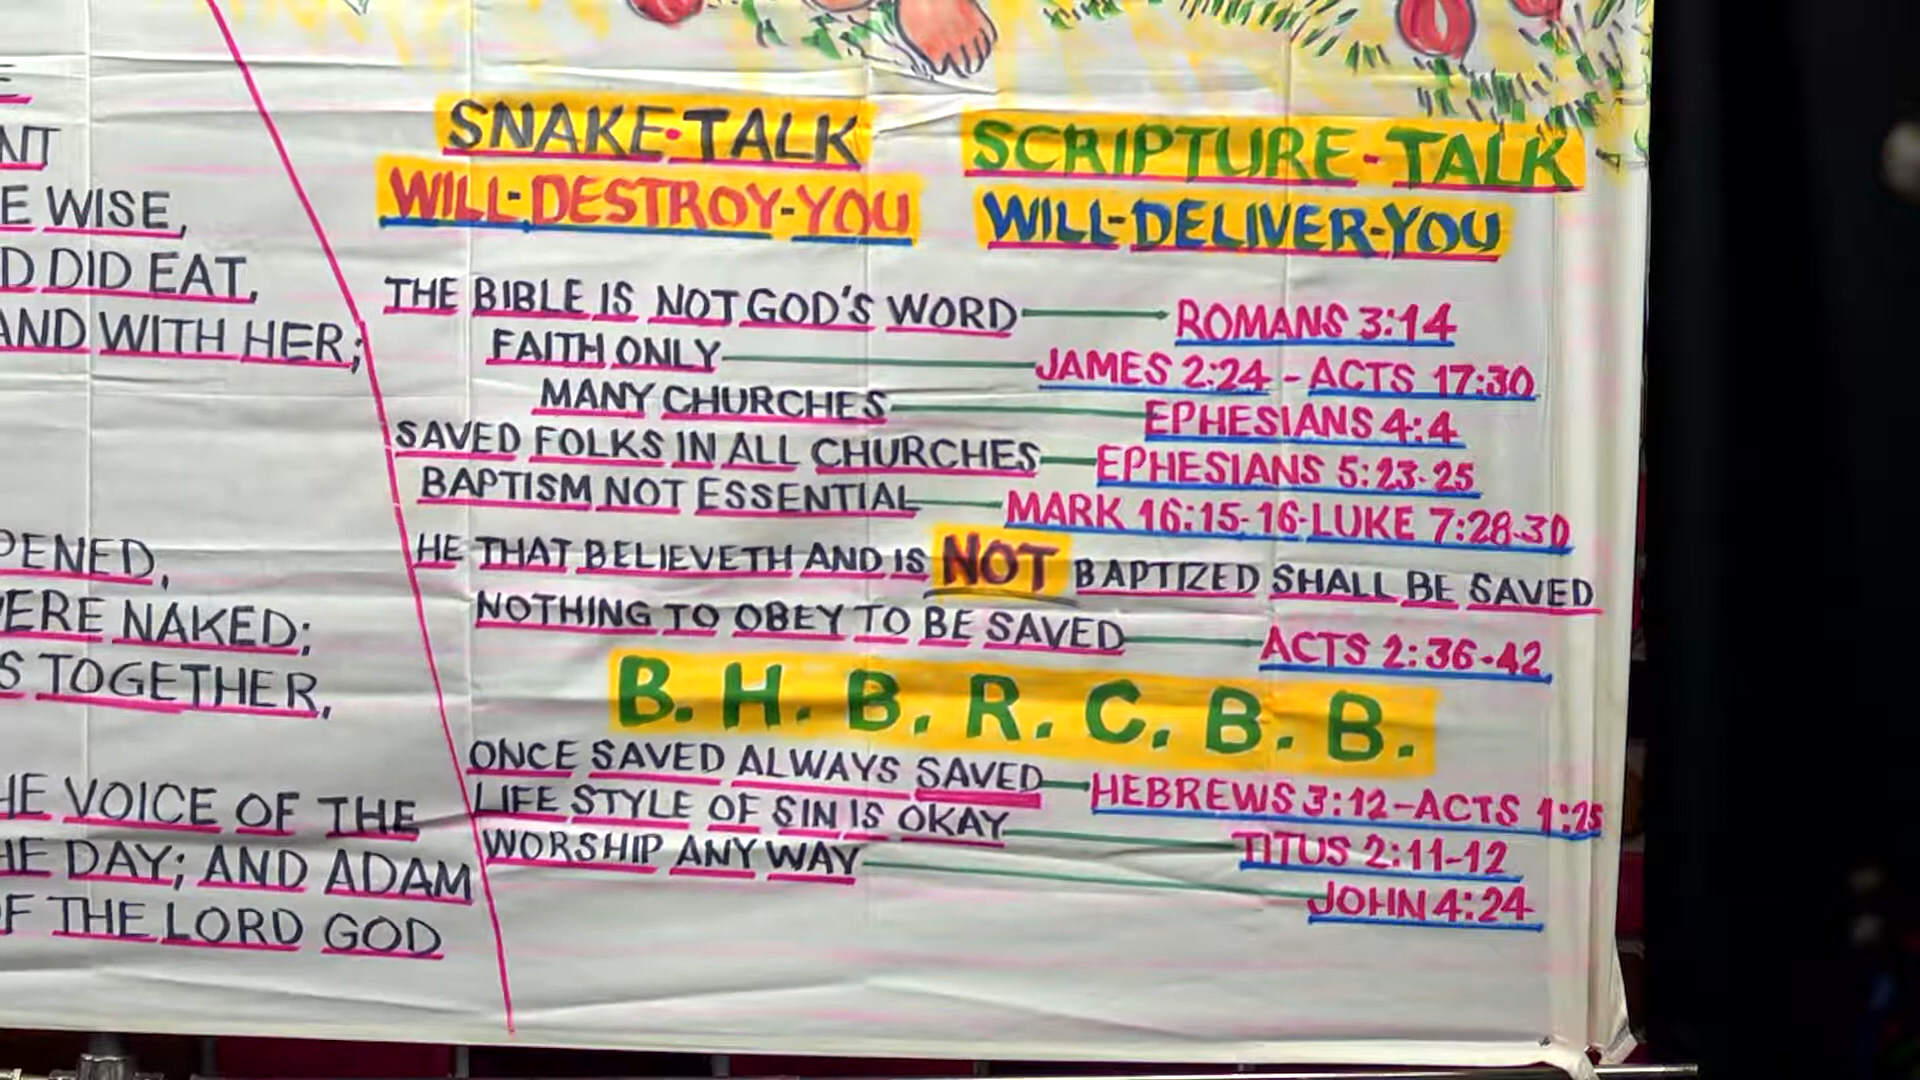 E
NT
E WISE,
D DID EAT,
AND WITH HER;
PENED,
ERE NAKED;
S TOGETHER,
HE VOICE OF THE
HE DAY; AND ADAM
OF THE LORD GOD
SNAKE-TALK
WILL-DESTROY-YOU
SCRIPTURE-TALK
WILL-DELIVER-YOU
THE BIBLE IS NOT GOD'S WORD ROMANS 3:14
FAITH ONLY JAMES 2:24 - ACTS 17:30
MANY CHURCHES EPHESIANS 4:4
SAVED FOLKS IN ALL CHURCHES EPHESIANS 5:23-25
BAPTISM NOT ESSENTIAL MARK 16:15-16-LUKE 7:28-30
HE THAT BELIEVETH AND IS NOT BAPTIZED SHALL BE SAVED
NOTHING TO OBEY TO BE SAVED ACTS 2:36-42
B. H. B. R. C. B. B.
ONCE SAVED ALWAYS SAVED HEBREWS 3:12-ACTS 1:25
LIFE STYLE OF SIN IS OKAY TITUS 2:11-12
WORSHIP ANY WAY JOHN 4:24